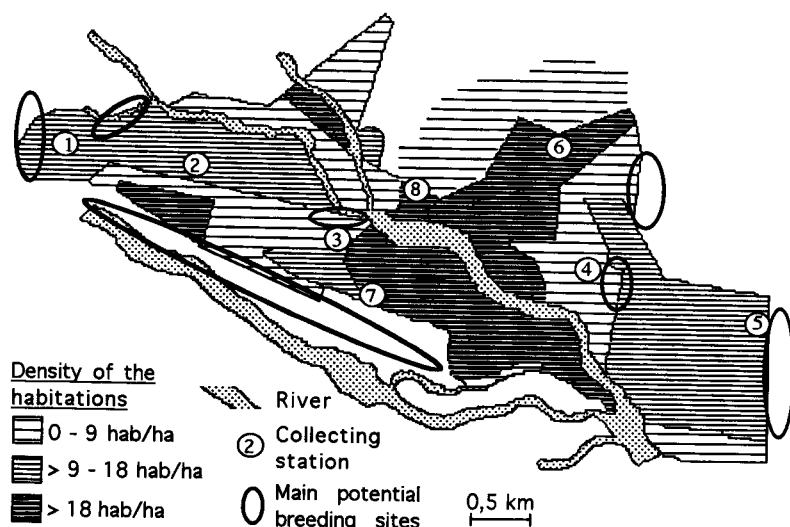 1
2
3
4
5
6
7
8
Density of the
habitations
0 - 9 hab/ha
> 9 - 18 hab/ha
> 18 hab/ha
River
2 Collecting
station
Main potential
breeding sites
0,5 km